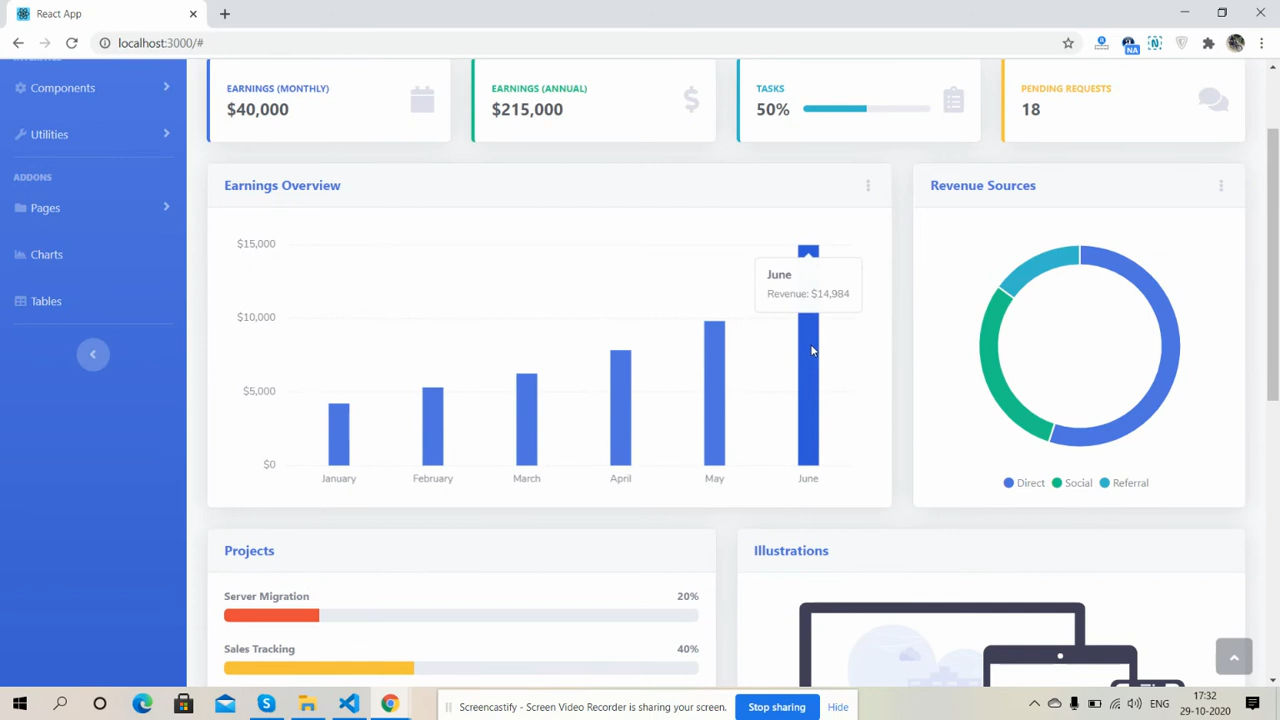 React App
localhost:3000/#
Components
Utilities
ADDONS
Pages
Charts
Tables
EARNINGS (MONTHLY)
$40,000
EARNINGS (ANNUAL)
$215,000
TASKS
50%
PENDING REQUESTS
18
Earnings Overview
$15,000
$10,000
$5,000
$0
June
Revenue: $14,984
January February March April May June
Revenue Sources
Direct Social Referral
Projects
Server Migration 20%
Sales Tracking 40%
Illustrations
NA
Screencastify - Screen Video Recorder is sharing your screen.
Stop sharing
Hide
ENG
17:32
29-10-2020